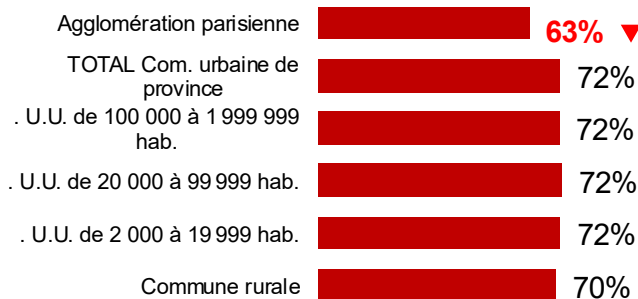 Agglomération parisienne
63% ▼
TOTAL Com. urbaine de
province
72%
. U.U. de 100 000 à 1 999 999
hab.
72%
. U.U. de 20 000 à 99 999 hab.
72%
. U.U. de 2 000 à 19 999 hab.
72%
Commune rurale
70%